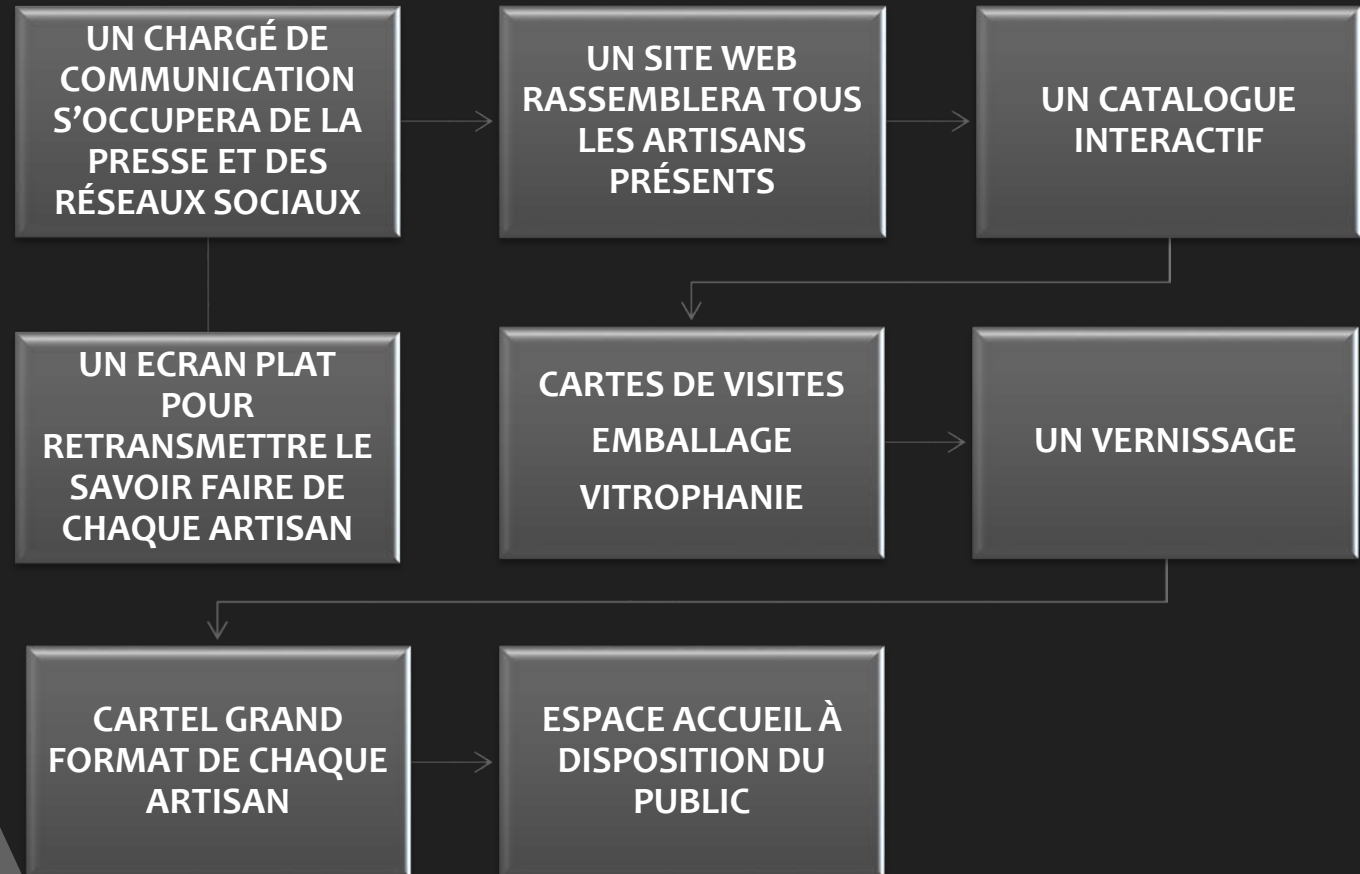 UN CHARGÉ DE
COMMUNICATION
S'OCCUPERA DE LA
PRESSE ET DES
RÉSEAUX SOCIAUX
UN SITE WEB
RASSEMBLERA TOUS
LES ARTISANS
PRÉSENTS
UN CATALOGUE
INTERACTIF
UN ECRAN PLAT
POUR
RETRANSMETTRE LE
SAVOIR FAIRE DE
CHAQUE ARTISAN
CARTES DE VISITES
EMBALLAGE
VITROPHANIE
UN VERNISSAGE
CARTEL GRAND
FORMAT DE CHAQUE
ARTISAN
ESPACE ACCUEIL À
DISPOSITION DU
PUBLIC